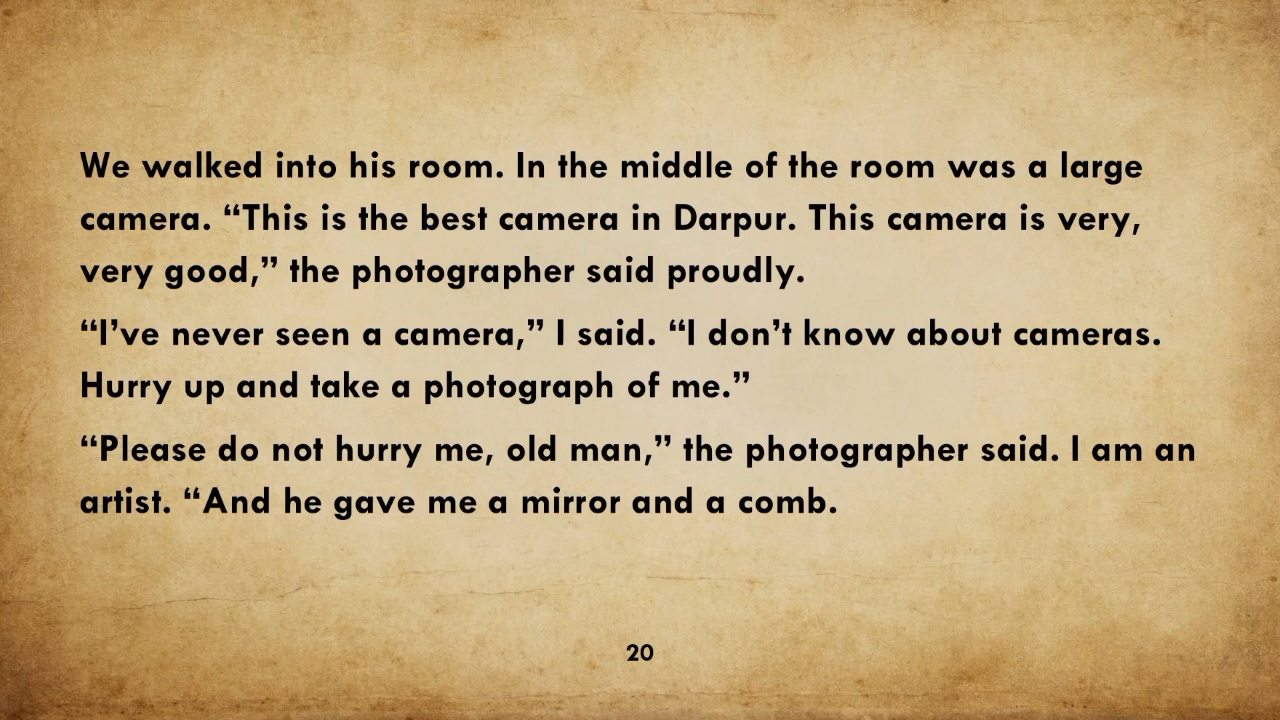 We walked into his room. In the middle of the room was a large
camera. “This is the best camera in Darpur. This camera is very,
very good,” the photographer said proudly.
“I’ve never seen a camera,” I said. “I don’t know about cameras.
Hurry up and take a photograph of me.”
“Please do not hurry me, old man,” the photographer said. I am an
artist. “And he gave me a mirror and a comb.
20